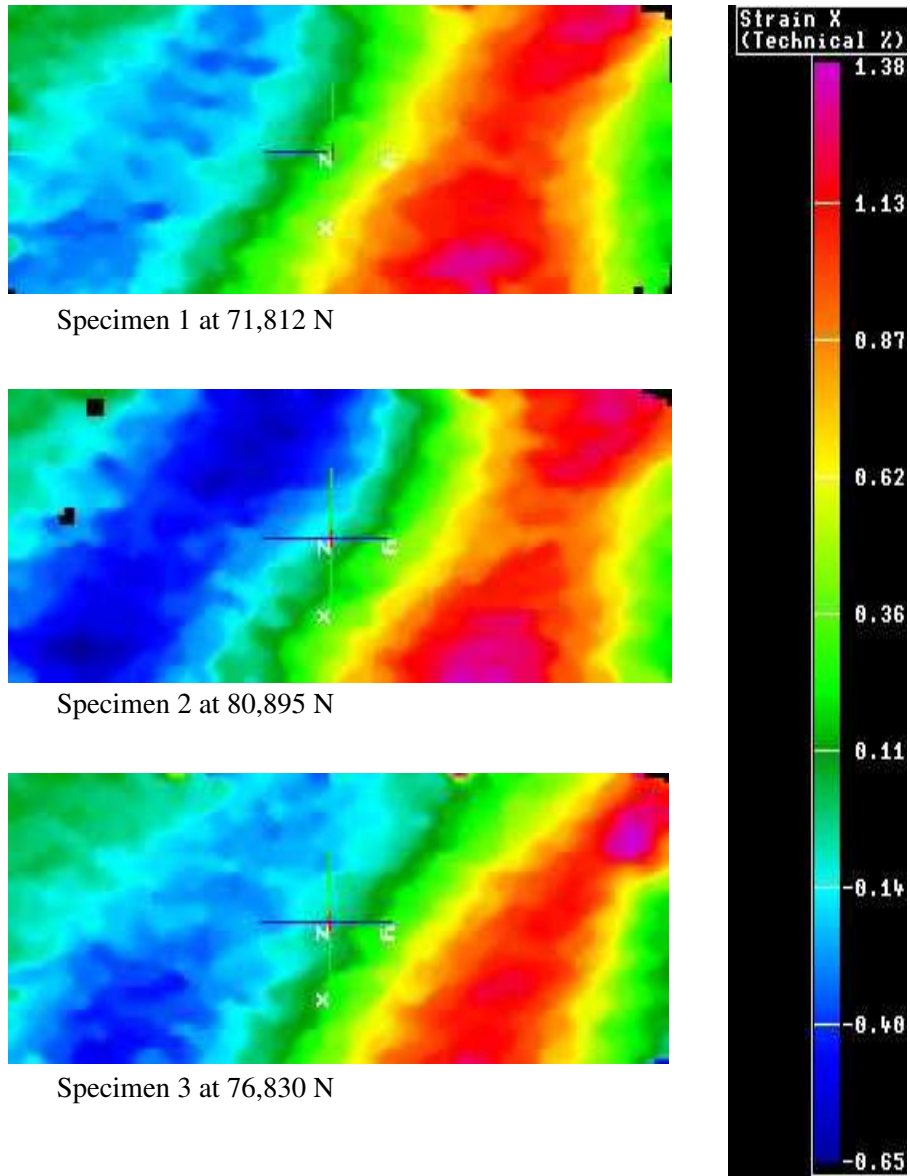 Specimen 1 at 71,812 N
Specimen 2 at 80,895 N
Specimen 3 at 76,830 N
Strain X
(Technical %)
1.38
1.13
0.87
0.62
0.36
0.11
-0.14
-0.40
-0.65
Z
X
Z
X
Z
X